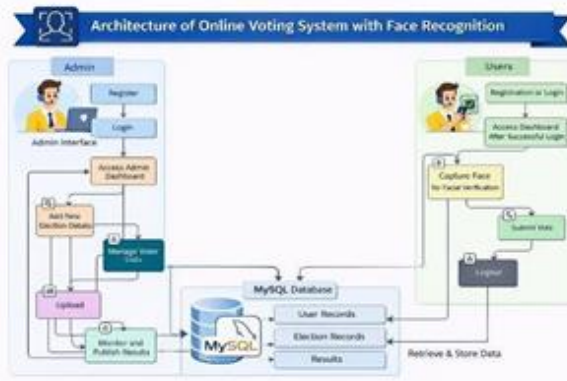 Architecture of Online Voting System with Face Recognition
Admin
Register
Login
Admin Interface
Access Admin
Dashboard
Add New
Election Details
Manage Voter
Upload
Monitor and
Publish Results
Users
Registration or Login
Access Dashboard
After Successful Login
Capture Face
for Facial Verification
Submit Vote
Logout
MySQL Database
MySQL
User Records
Election Records
Results
Retrieve & Store Data